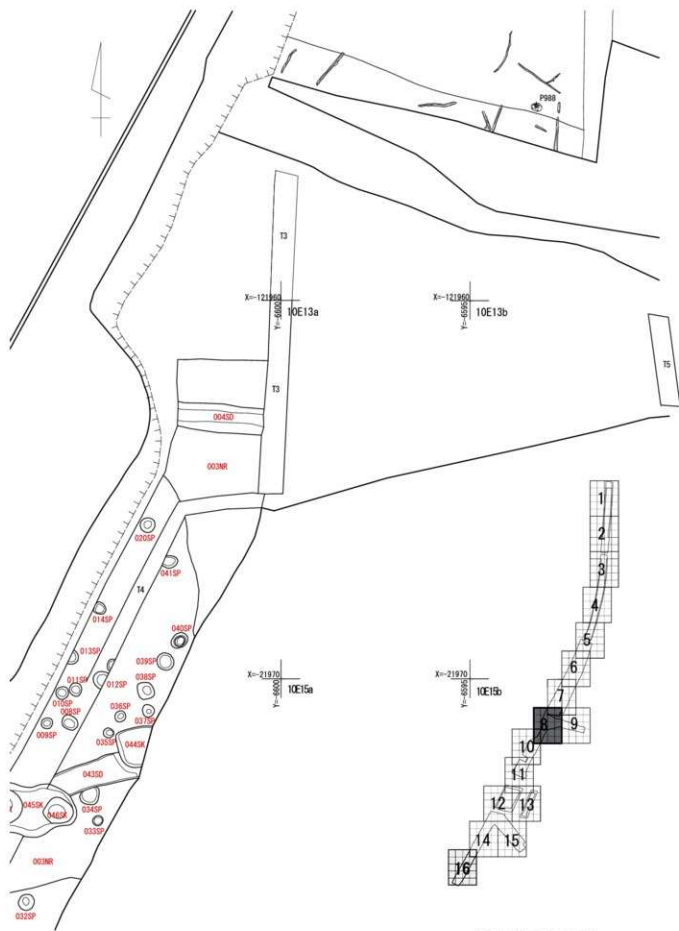 P988
T3
X=-121960
Y=-6600
10E13a
X=-121960
Y=-6595
10E13b
T3
T5
004SD
003NR
020SP
T4
041SP
014SP
040SP
013SP
039SP
011SP
012SP
038SP
010SP
008SP
036SP
037SP
009SP
035SP
044SK
043SD
045SK
046SK
034SP
033SP
003NR
032SP
X=-21970
Y=-6600
10E15a
X=-21970
Y=-6595
10E15b
1
2
3
4
5
6
7
8
9
10
11
12
13
14
15
16